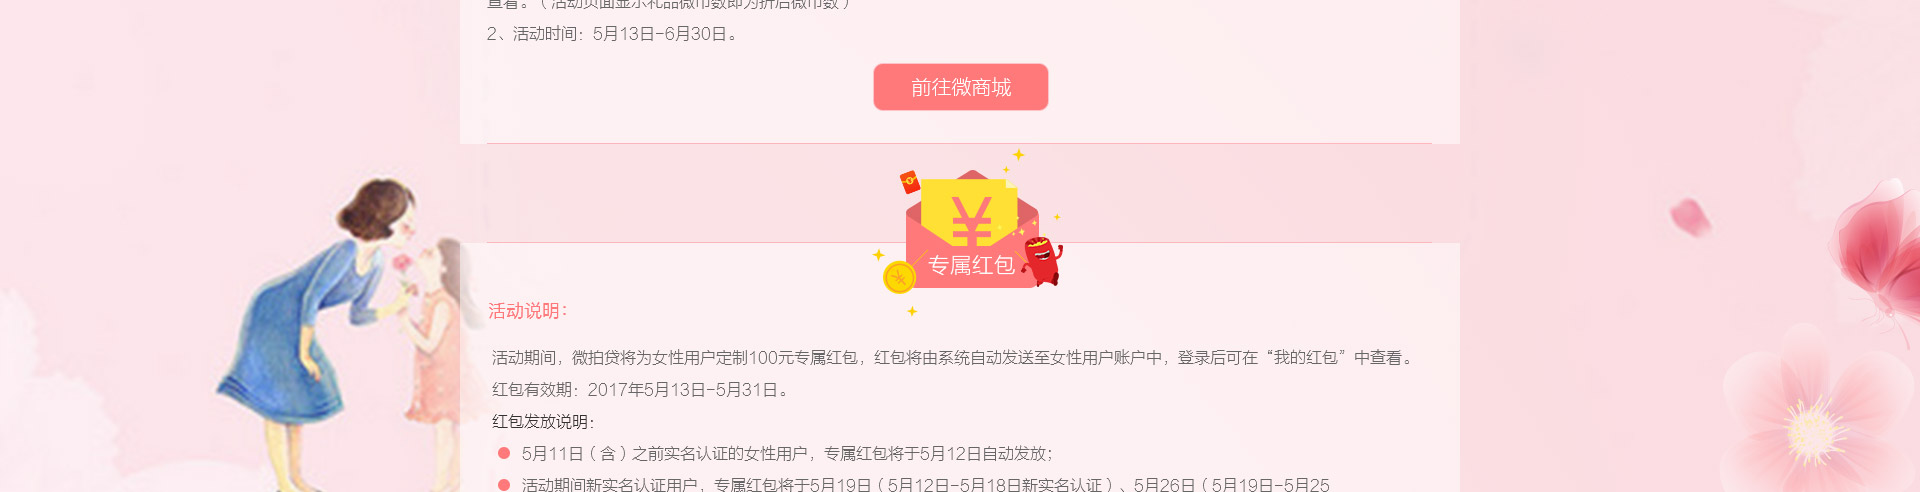 查看。（活动页面显示礼品微币数即为折后微币数）
2、活动时间：5月13日-6月30日。
前往微商城
专属红包
活动说明：
活动期间，微拍贷将为女性用户定制100元专属红包，红包将由系统自动发送至女性用户账户中，登录后可在“我的红包”中查看。
红包有效期：2017年5月13日-5月31日。
红包发放说明：
5月11日（含）之前实名认证的女性用户，专属红包将于5月12日自动发放；
活动期间新实名认证用户，专属红包将于5月19日（5月12日-5月18日新实名认证）、5月26日（5月19日-5月25